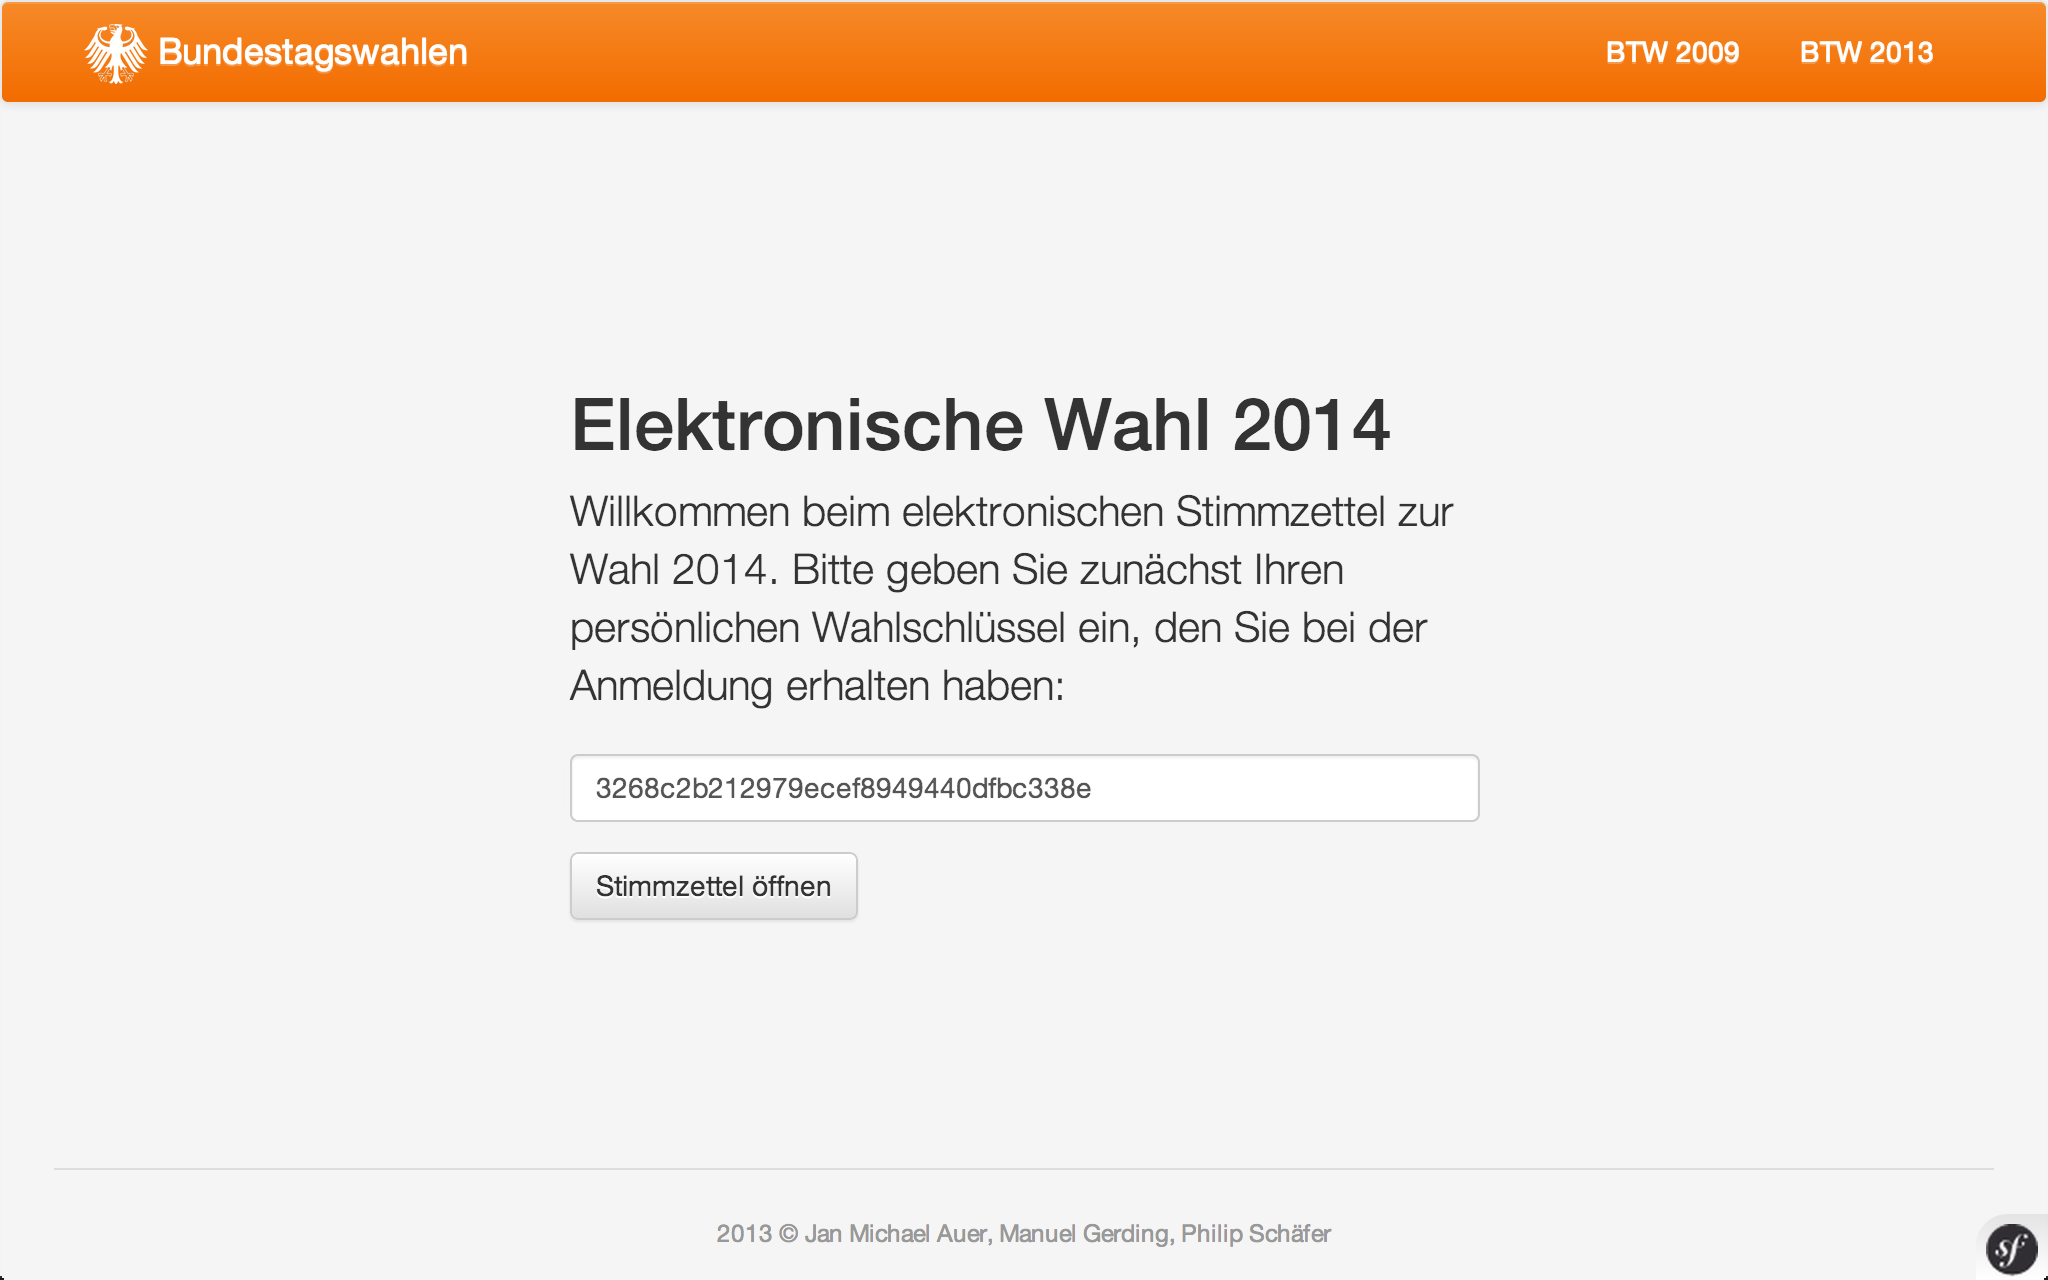 Bundestagswahlen
BTW 2009
BTW 2013
Elektronische Wahl 2014
Willkommen beim elektronischen Stimmzettel zur
Wahl 2014. Bitte geben Sie zunächst Ihren
persönlichen Wahlschlüssel ein, den Sie bei der
Anmeldung erhalten haben:
3268c2b212979ecef8949440dfbc338e
Stimmzettel öffnen
2013 © Jan Michael Auer, Manuel Gerding, Philip Schäfer
sf